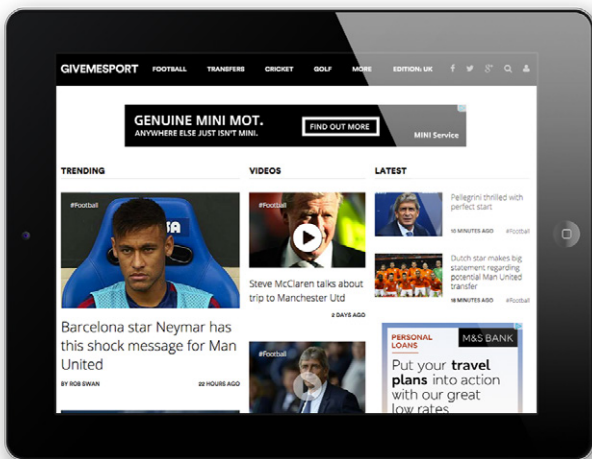 GIVEMESPORT FOOTBALL TRANSFERS CRICKET GOLF MORE EDITION: UK
GENUINE MINI MOT.
ANYWHERE ELSE JUST ISN'T MINI.
FIND OUT MORE
MINI Service
TRENDING
#Football
Barcelona star Neymar has
this shock message for Man
United
BY ROB SWAN 22 HOURS AGO
VIDEOS
#Football
Steve McClaren talks about
trip to Manchester Utd
2 DAYS AGO
#Football
LATEST
Pellegrini thrilled with
perfect start
10 MINUTES AGO #Football
Dutch star makes big
statement regarding
potential Man United
transfer
18 MINUTES AGO #Football
PERSONAL
LOANS
M&S BANK
Put your travel
plans into action
with our great
low rates